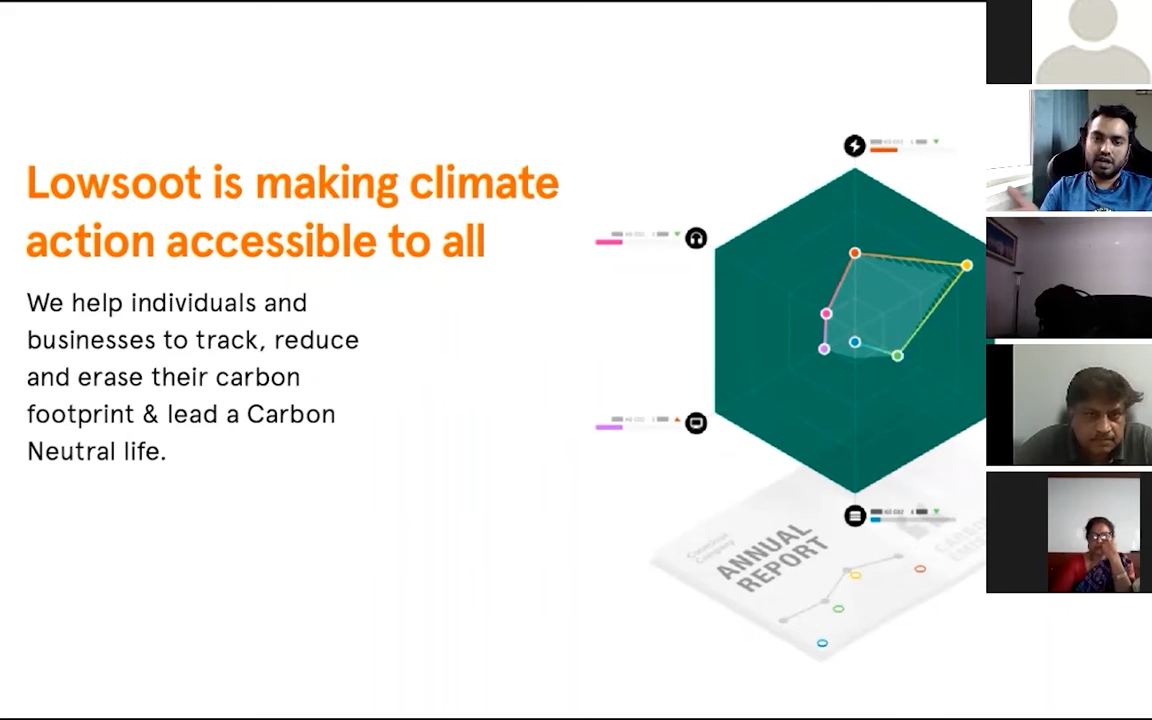 Lowsoot is making climate
action accessible to all
We help individuals and
businesses to track, reduce
and erase their carbon
footprint & lead a Carbon
Neutral life.
ANNUAL
REPORT